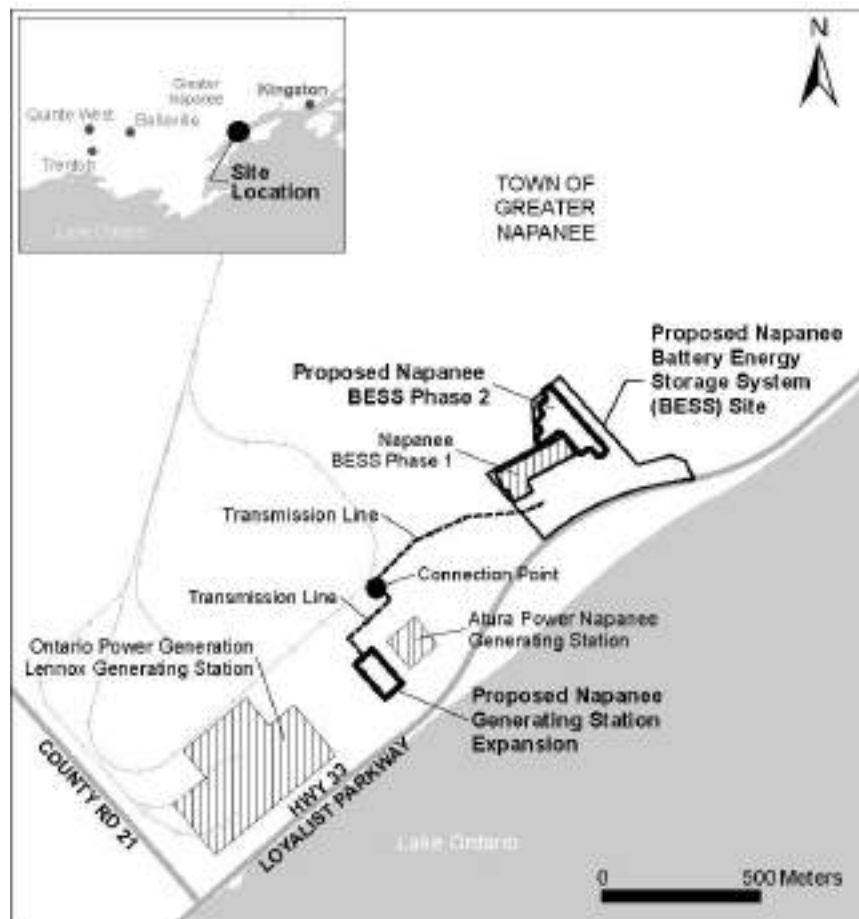 N
Greater
Napanee
Kingston
Quinte West
Belleville
Trenton
Site
Location
Lake Ontario
TOWN OF
GREATER
NAPANEE
Proposed Napanee
Battery Energy
Storage System
(BESS) Site
Proposed Napanee
BESS Phase 2
Napanee
BESS Phase 1
Transmission Line
Connection Point
Transmission Line
Atura Power Napanee
Generating Station
Ontario Power Generation
Lennox Generating Station
Proposed Napanee
Generating Station
Expansion
COUNTY RD 21
HWY 33
LOYALIST PARKWAY
Lake Ontario
0 500 Meters